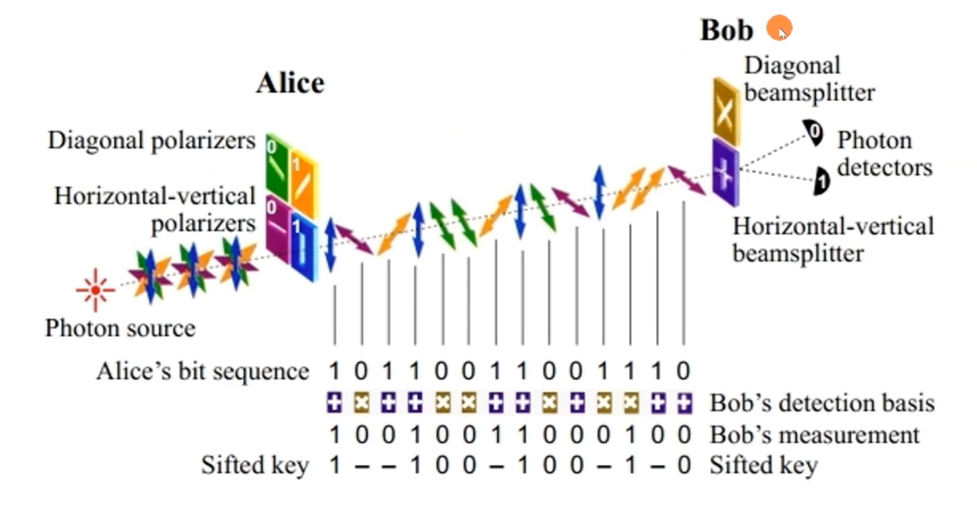 Bob
Diagonal
beamsplitter
Alice
Diagonal polarizers
0 1
0
1
Photon
detectors
Horizontal-vertical
polarizers
0 1
Horizontal-vertical
beamsplitter
Photon source
Alice's bit sequence 1 0 1 1 0 0 1 1 0 0 1 1 1 0
Bob's detection basis
1 0 0 1 0 0 1 1 0 0 0 1 0 0 Bob's measurement
Sifted key 1 – – 1 0 0 – 1 0 0 – 1 – 0 Sifted key